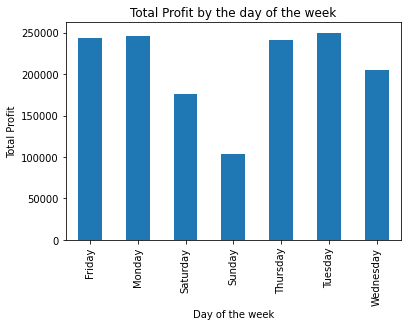 Total Profit by the day of the week
Total Profit
250000
200000
150000
100000
50000
0
Friday
Monday
Saturday
Sunday
Thursday
Tuesday
Wednesday
Day of the week